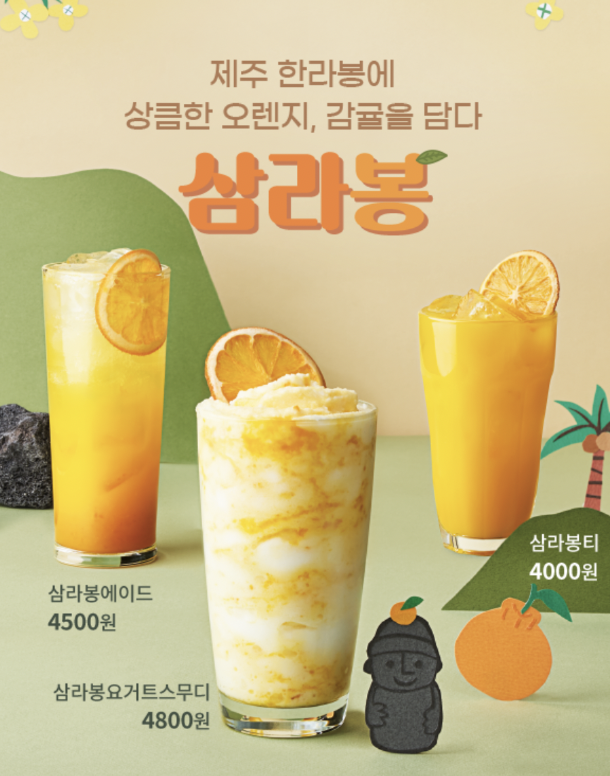 제주 한라봉에
상큼한 오렌지, 감귤을 담다
삼라봉
삼라봉티
4000원
삼라봉에이드
4500원
삼라봉요거트스무디
4800원